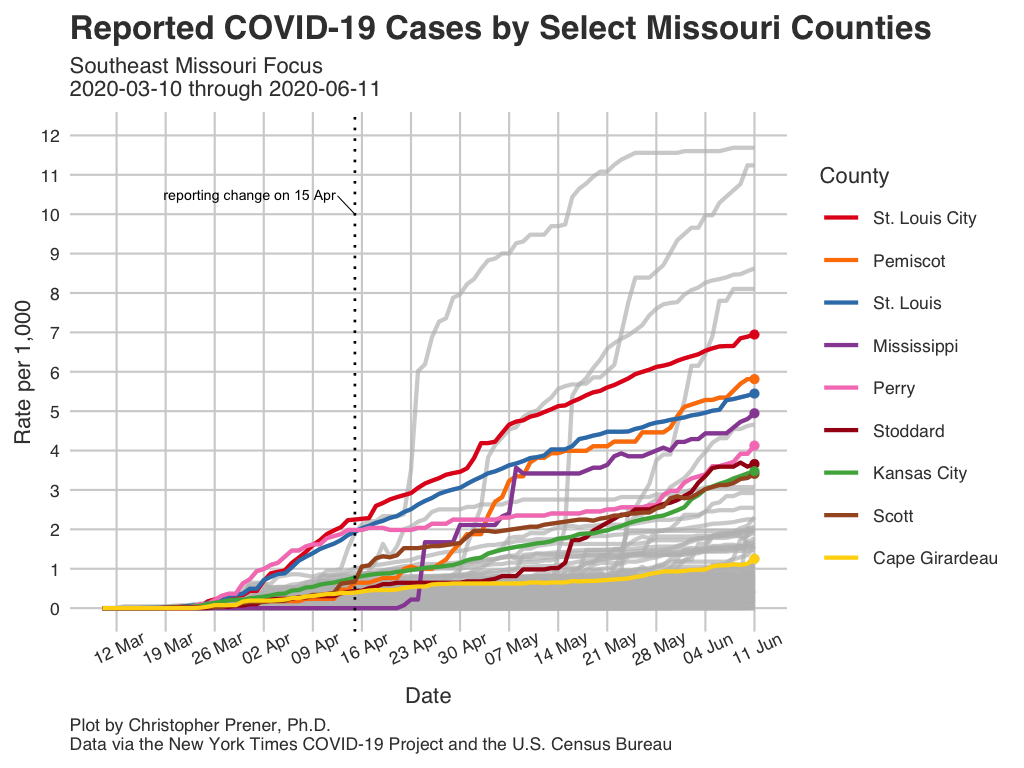 Reported COVID-19 Cases by Select Missouri Counties
Southeast Missouri Focus
2020-03-10 through 2020-06-11
12
11
10
9
8
7
6
5
4
3
2
1
0
Rate per 1,000
reporting change on 15 Apr
12 Mar
19 Mar
26 Mar
02 Apr
09 Apr
16 Apr
23 Apr
30 Apr
07 May
14 May
21 May
28 May
04 Jun
11 Jun
Date
County
St. Louis City
Pemiscot
St. Louis
Mississippi
Perry
Stoddard
Kansas City
Scott
Cape Girardeau
Plot by Christopher Prener, Ph.D.
Data via the New York Times COVID-19 Project and the U.S. Census Bureau